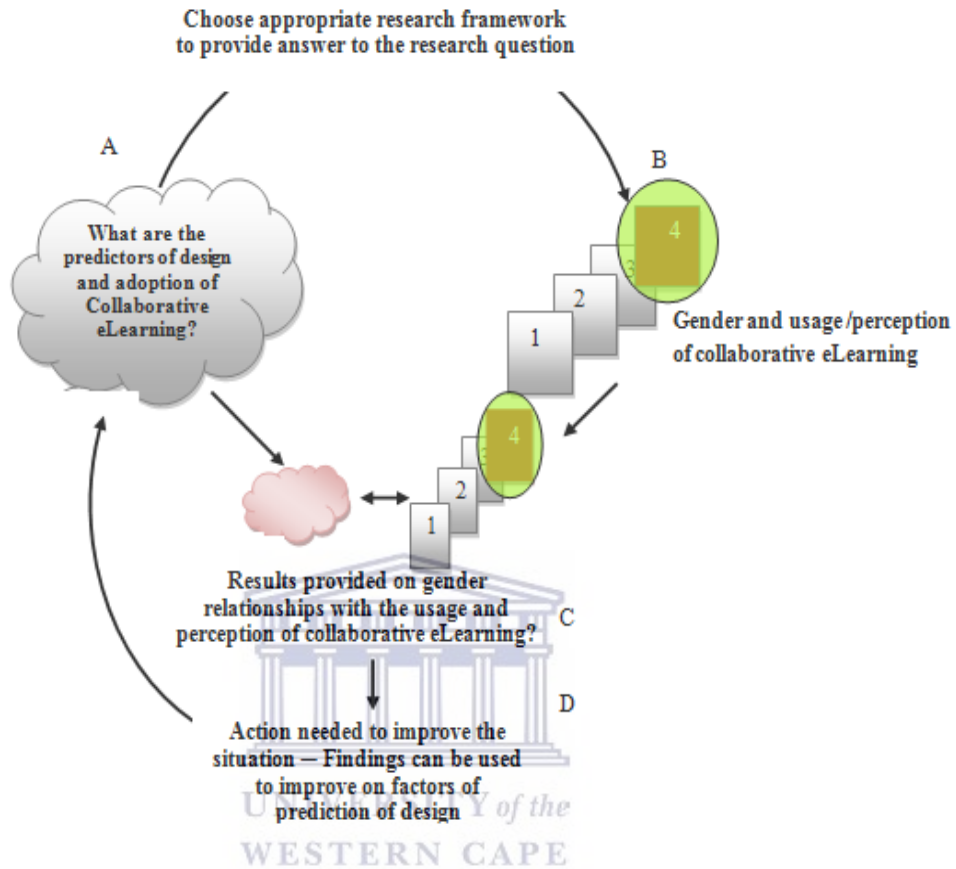 Choose appropriate research framework
to provide answer to the research question
A
B
What are the
predictors of design
and adoption of
Collaborative
eLearning?
4
3
2
1
Gender and usage/perception
of collaborative eLearning
4
3
2
1
Results provided on gender
relationships with the usage and
perception of collaborative eLearning?
C
D
Action needed to improve the
situation — Findings can be used
to improve on factors of
prediction of design
UNIVERSITY of the
WESTERN CAPE